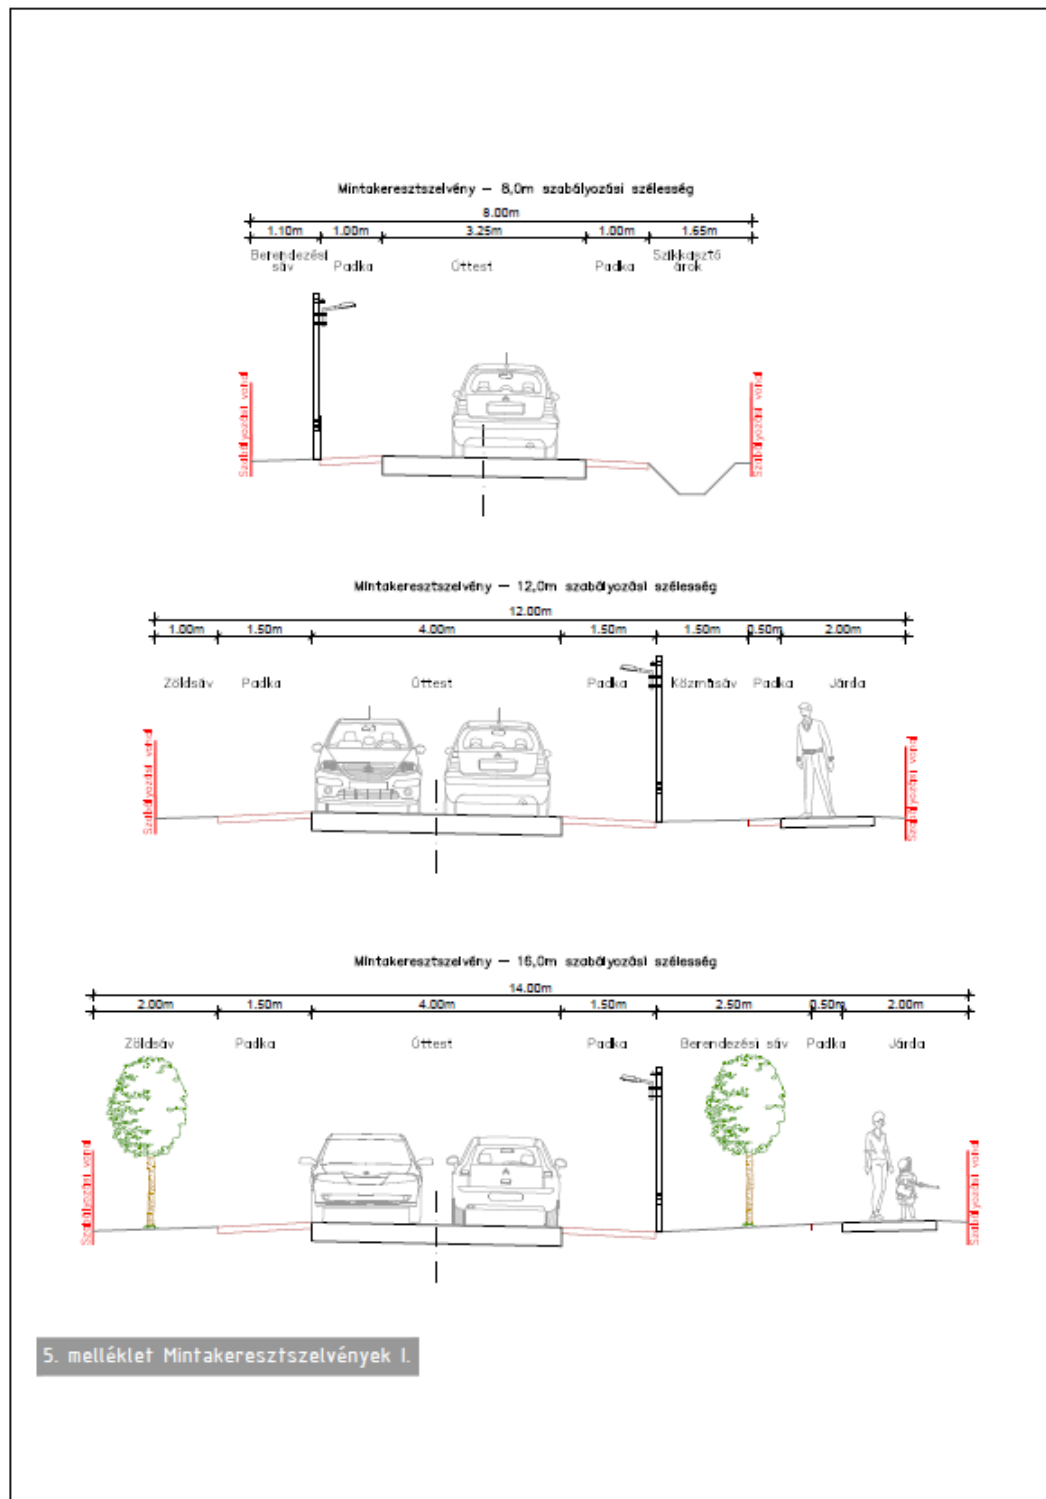 Mintakeresztszelvény – 8,0m szabályozási szélesség
8.00m
1.10m 1.00m 3.25m 1.00m 1.65m
Berendezési sáv Padka Úttest Padka Szikkasztó árok
Szabályozási vonal Szabályozási vonal
Mintakeresztszelvény – 12,0m szabályozási szélesség
12.00m
1.00m 1.50m 4.00m 1.50m 1.50m 0.50m 2.00m
Zöldsáv Padka Úttest Padka Közműsáv Padka Járda
Szabályozási vonal Szabályozási vonal
Mintakeresztszelvény – 16,0m szabályozási szélesség
14.00m
2.00m 1.50m 4.00m 1.50m 2.50m 0.50m 2.00m
Zöldsáv Padka Úttest Padka Berendezési sáv Padka Járda
Szabályozási vonal Szabályozási vonal
5. melléklet Mintakeresztszelvények I.